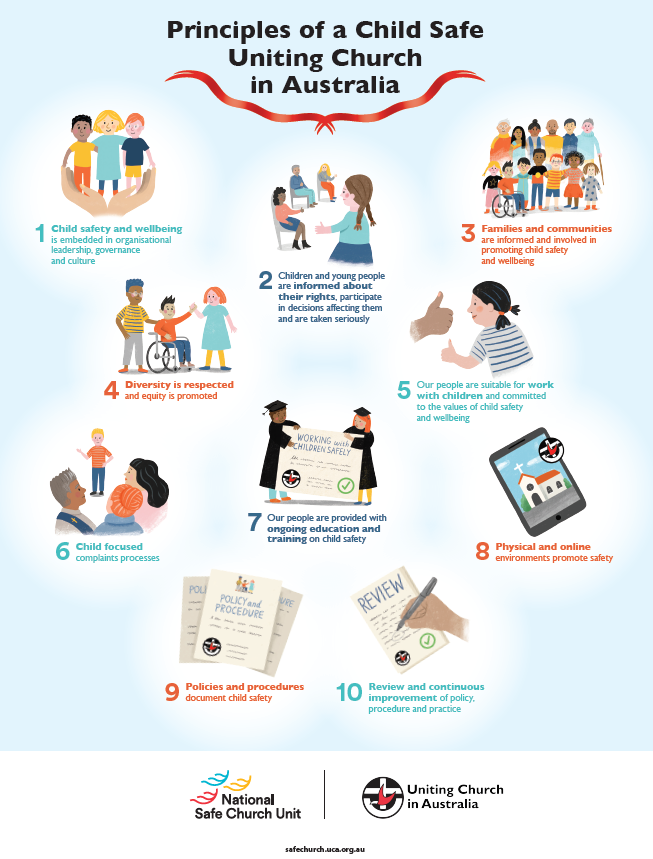 Principles of a Child Safe
Uniting Church
in Australia
1 Child safety and wellbeing
is embedded in organisational
leadership, governance
and culture
2 Children and young people
are informed about
their rights, participate
in decisions affecting them
and are taken seriously
3 Families and communities
are informed and involved in
promoting child safety
and wellbeing
4 Diversity is respected
and equity is promoted
5 Our people are suitable for work
with children and committed
to the values of child safety
and wellbeing
6 Child focused
complaints processes
WORKING with
CHILDREN SAFELY
7 Our people are provided with
ongoing education and
training on child safety
8 Physical and online
environments promote safety
POLICY and
PROCEDURE
9 Policies and procedures
document child safety
REVIEW
10 Review and continuous
improvement of policy,
procedure and practice
National
Safe Church Unit
Uniting Church
in Australia
safechurch.uca.org.au